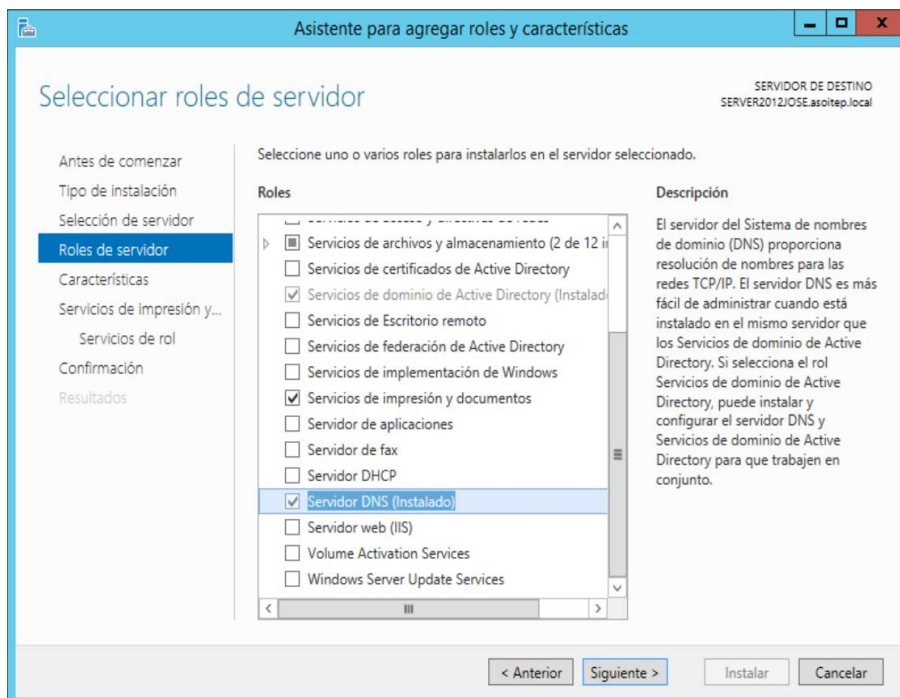 Asistente para agregar roles y características
Seleccionar roles de servidor
SERVIDOR DE DESTINO
SERVER2012JOSE.asoitep.local
Antes de comenzar
Tipo de instalación
Selección de servidor
Roles de servidor
Características
Servicios de impresión y...
Servicios de rol
Confirmación
Resultados
Seleccione uno o varios roles para instalarlos en el servidor seleccionado.
Roles
Servicios de acceso y directivas de redes
Servicios de archivos y almacenamiento (2 de 12 in
Servicios de certificados de Active Directory
Servicios de dominio de Active Directory (Instalad
Servicios de Escritorio remoto
Servicios de federación de Active Directory
Servicios de implementación de Windows
Servicios de impresión y documentos
Servidor de aplicaciones
Servidor de fax
Servidor DHCP
Servidor DNS (Instalado)
Servidor web (IIS)
Volume Activation Services
Windows Server Update Services
Descripción
El servidor del Sistema de nombres
de dominio (DNS) proporciona
resolución de nombres para las
redes TCP/IP. El servidor DNS es más
fácil de administrar cuando está
instalado en el mismo servidor que
los Servicios de dominio de Active
Directory. Si selecciona el rol
Servicios de dominio de Active
Directory, puede instalar y
configurar el servidor DNS y
Servicios de dominio de Active
Directory para que trabajen en
conjunto.
< Anterior
Siguiente >
Instalar
Cancelar